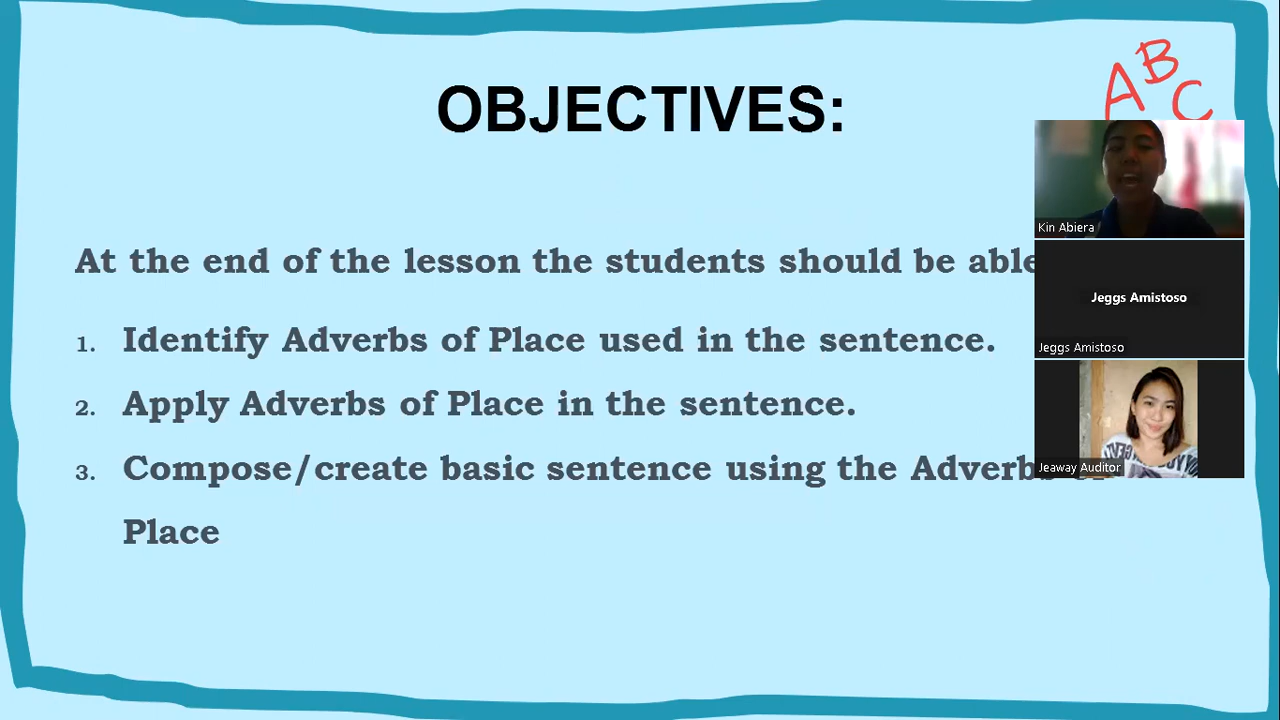 A B C
OBJECTIVES:
At the end of the lesson the students should be able
1. Identify Adverbs of Place used in the sentence.
2. Apply Adverbs of Place in the sentence.
3. Compose/create basic sentence using the Adverbs of
Place
Kin Abiera
Jeggs Amistoso
Jeggs Amistoso
Jeaway Auditor